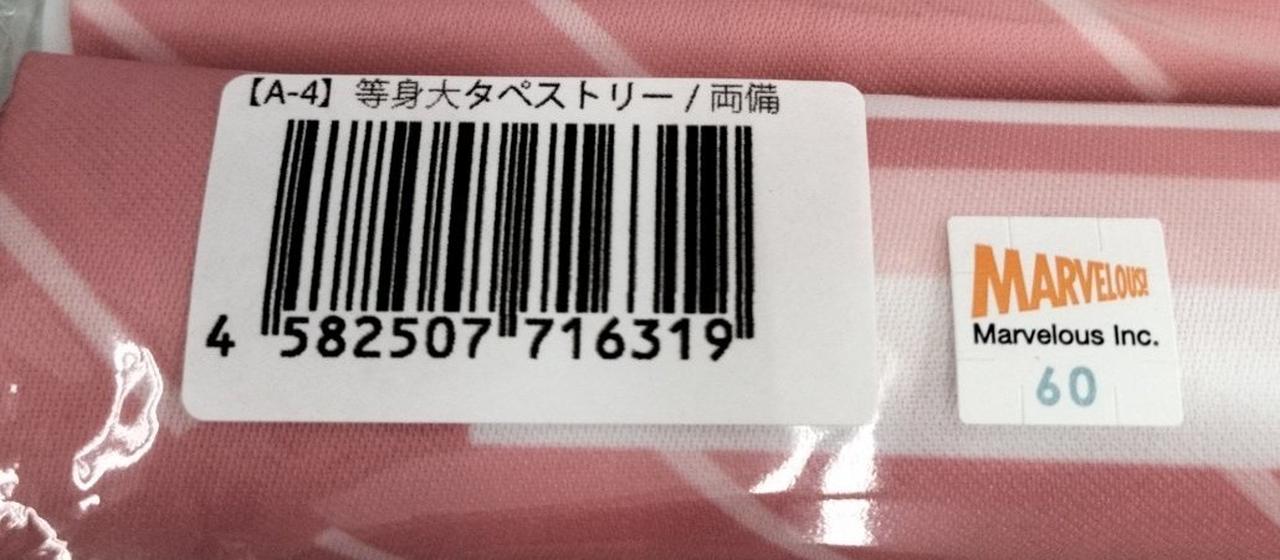 【A-4】等身大タペストリー / 両備
4 582507 716319
MARVELOUS!
Marvelous Inc.
60